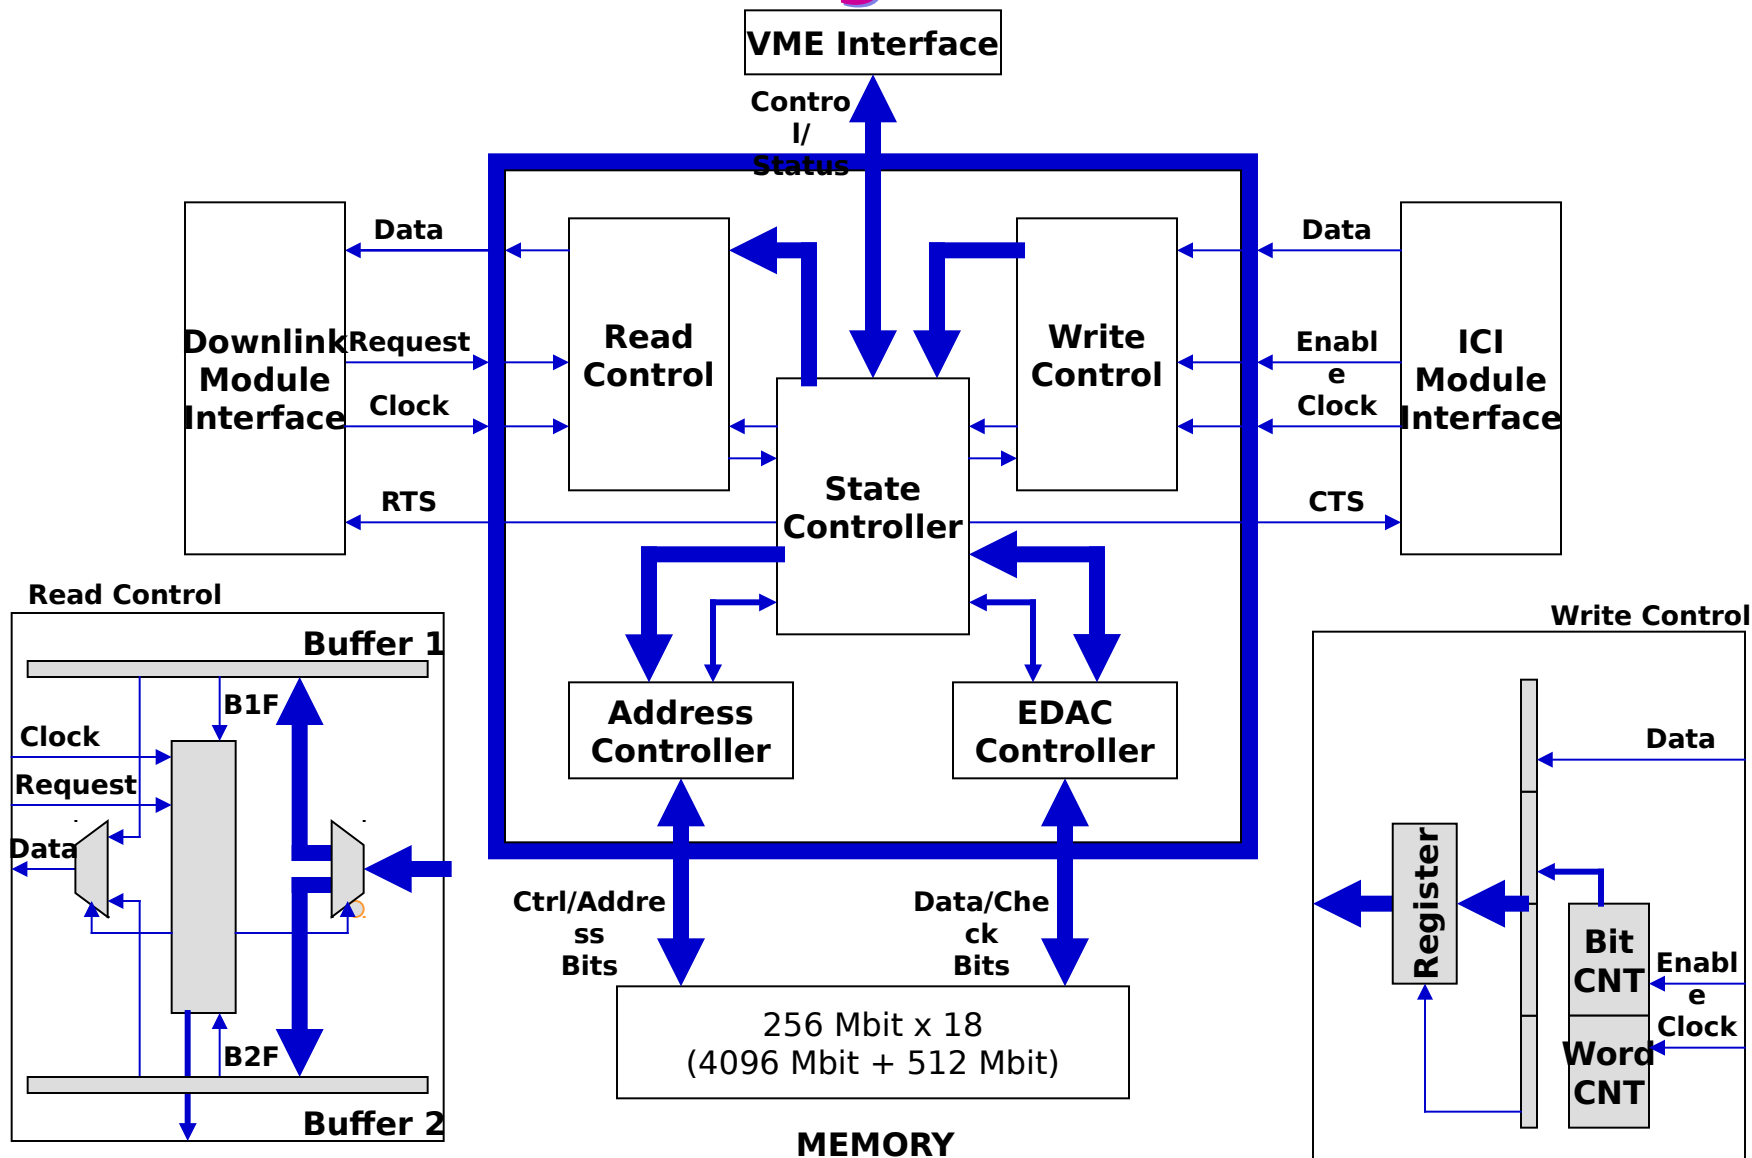 VME Interface
Contro
l/
Status
Data
Request
Clock
RTS
Downlink
Module
Interface
Read
Control
Write
Control
State
Controller
Data
Enabl
e
Clock
CTS
ICI
Module
Interface
Address
Controller
EDAC
Controller
Ctrl/Addre
ss
Bits
Data/Che
ck
Bits
256 Mbit x 18
(4096 Mbit + 512 Mbit)
MEMORY
Read Control
Buffer 1
B1F
Clock
Request
Data
B2F
Buffer 2
Write Control
Data
Register
Bit
CNT
Enabl
e
Clock
Word
CNT